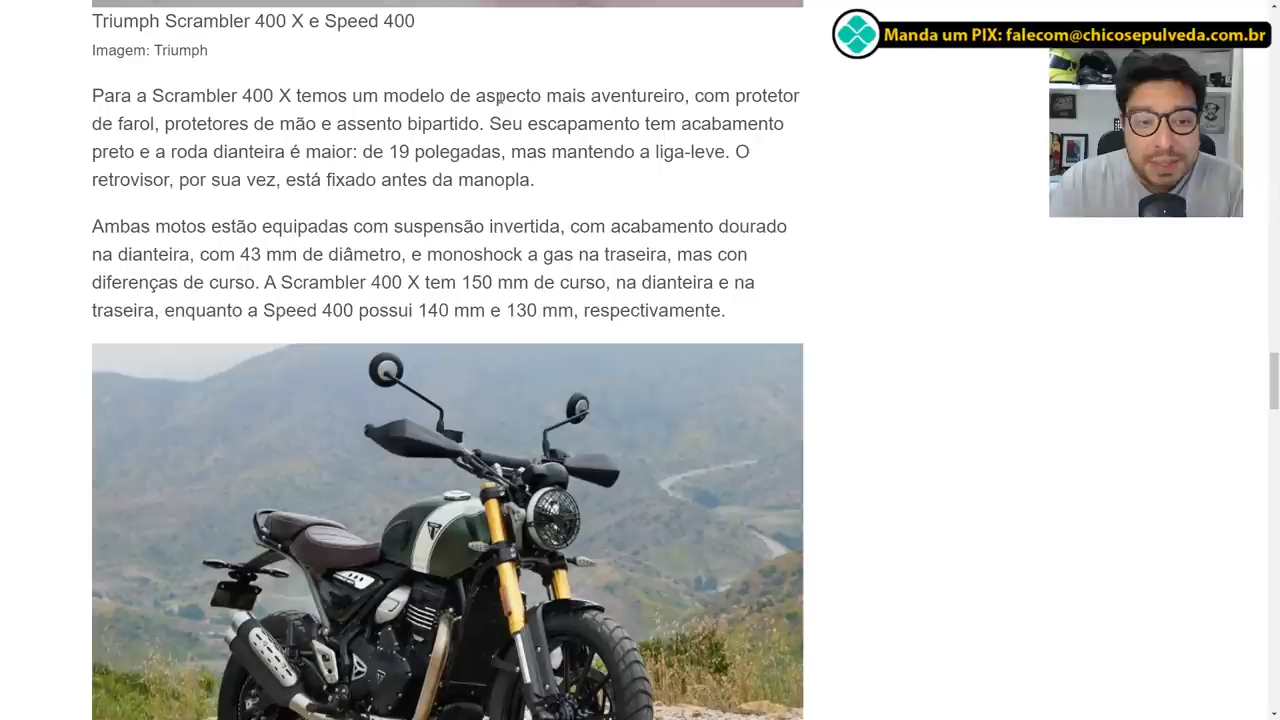 Triumph Scrambler 400 X e Speed 400
Imagem: Triumph
Manda um PIX: falecom@chicosepulveda.com.br
Para a Scrambler 400 X temos um modelo de aspecto mais aventureiro, com protetor
de farol, protetores de mão e assento bipartido. Seu escapamento tem acabamento
preto e a roda dianteira é maior: de 19 polegadas, mas mantendo a liga-leve. O
retrovisor, por sua vez, está fixado antes da manopla.
Ambas motos estão equipadas com suspensão invertida, com acabamento dourado
na dianteira, com 43 mm de diâmetro, e monoshock a gas na traseira, mas con
diferenças de curso. A Scrambler 400 X tem 150 mm de curso, na dianteira e na
traseira, enquanto a Speed 400 possui 140 mm e 130 mm, respectivamente.